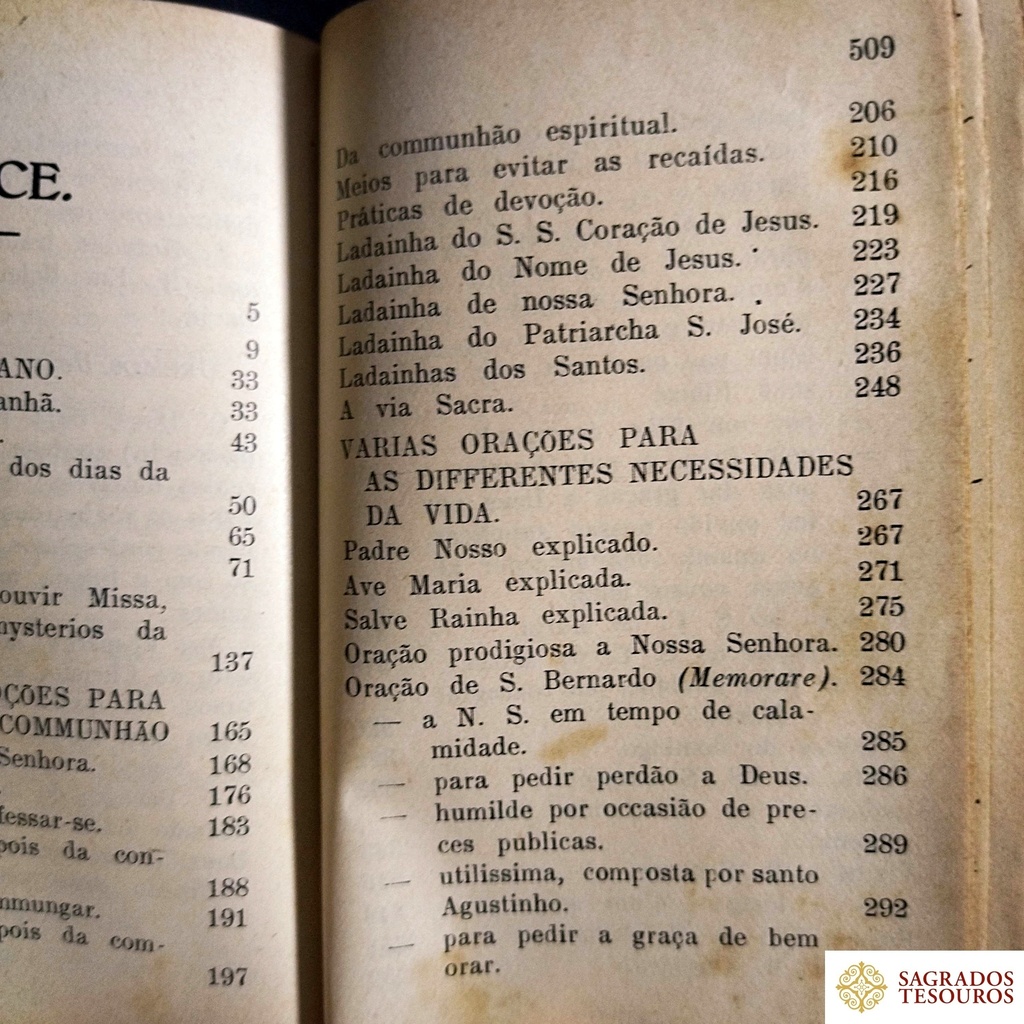 CE.
5
9
ANO. 33
anhã. 33
43
dos dias da
50
65
71
ouvir Missa,
mysterios da
137
ÇÕES PARA
COMMUNHÃO 165
Senhora. 168
176
fessar-se. 183
pois da con-
188
mmungar. 191
pois da com-
197
509
Da communhão espiritual. 206
Meios para evitar as recaídas. 210
Práticas de devoção. 216
Ladainha do S. S. Coração de Jesus. 219
Ladainha do Nome de Jesus. 223
Ladainha de nossa Senhora. . 227
Ladainha do Patriarcha S. José. 234
Ladainhas dos Santos. 236
A via Sacra. 248
VARIAS ORAÇÕES PARA
AS DIFFERENTES NECESSIDADES
DA VIDA. 267
Padre Nosso explicado. 267
Ave Maria explicada. 271
Salve Rainha explicada. 275
Oração prodigiosa a Nossa Senhora. 280
Oração de S. Bernardo (Memorare). 284
— a N. S. em tempo de cala-
midade. 285
— para pedir perdão a Deus. 286
— humilde por occasião de pre-
ces publicas. 289
— utilissima, composta por santo
Agustinho. 292
— para pedir a graça de bem
orar.
SAGRADOS
TESOUROS